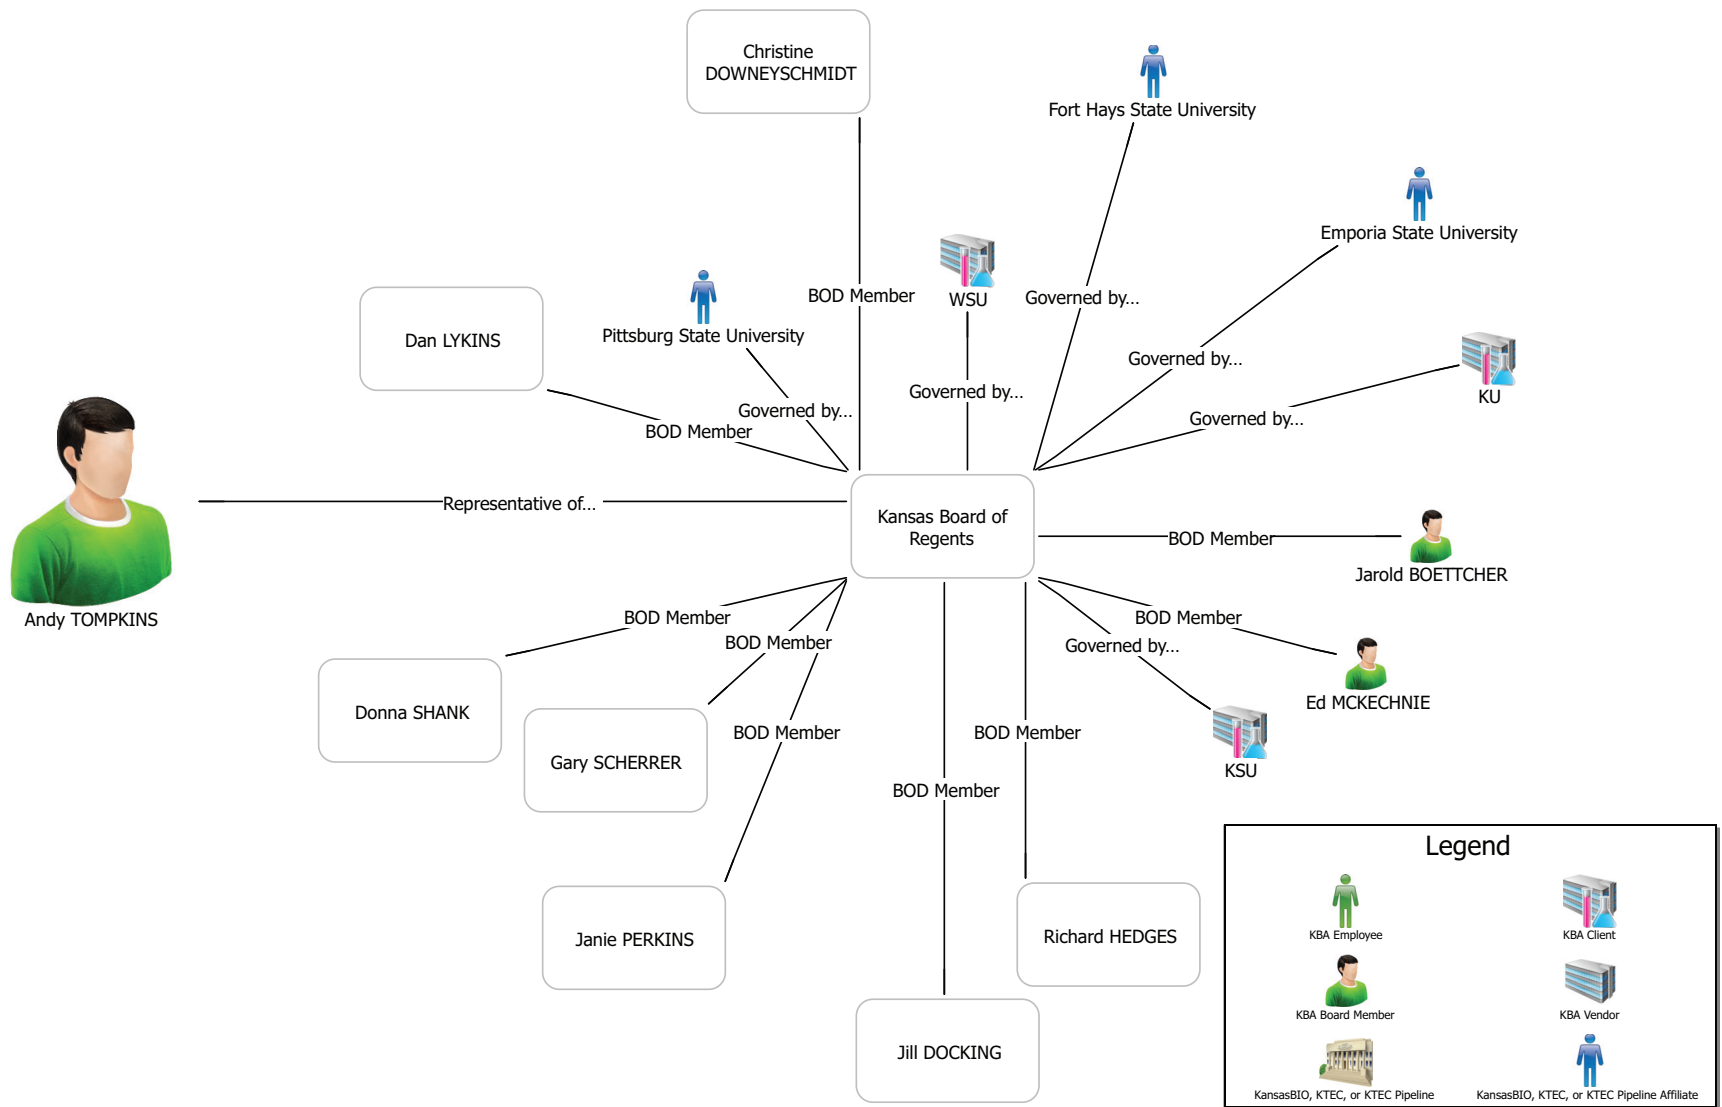 Christine
DOWNEYSCHMIDT
Fort Hays State University
Emporia State University
BOD Member
WSU
Governed by...
Dan LYKINS
Pittsburg State University
Governed by...
KU
Governed by...
Governed by...
Governed by...
BOD Member
Governed by...
Representative of...
Kansas Board of
Regents
BOD Member
Jarold BOETTCHER
Andy TOMPKINS
BOD Member
BOD Member
BOD Member
Governed by...
Ed MCKECHNIE
Donna SHANK
BOD Member
BOD Member
Gary SCHERRER
KSU
BOD Member
Janie PERKINS
Richard HEDGES
Jill DOCKING
Legend
KBA Employee
KBA Client
KBA Board Member
KBA Vendor
KansasBIO, KTEC, or KTEC Pipeline
KansasBIO, KTEC, or KTEC Pipeline Affiliate